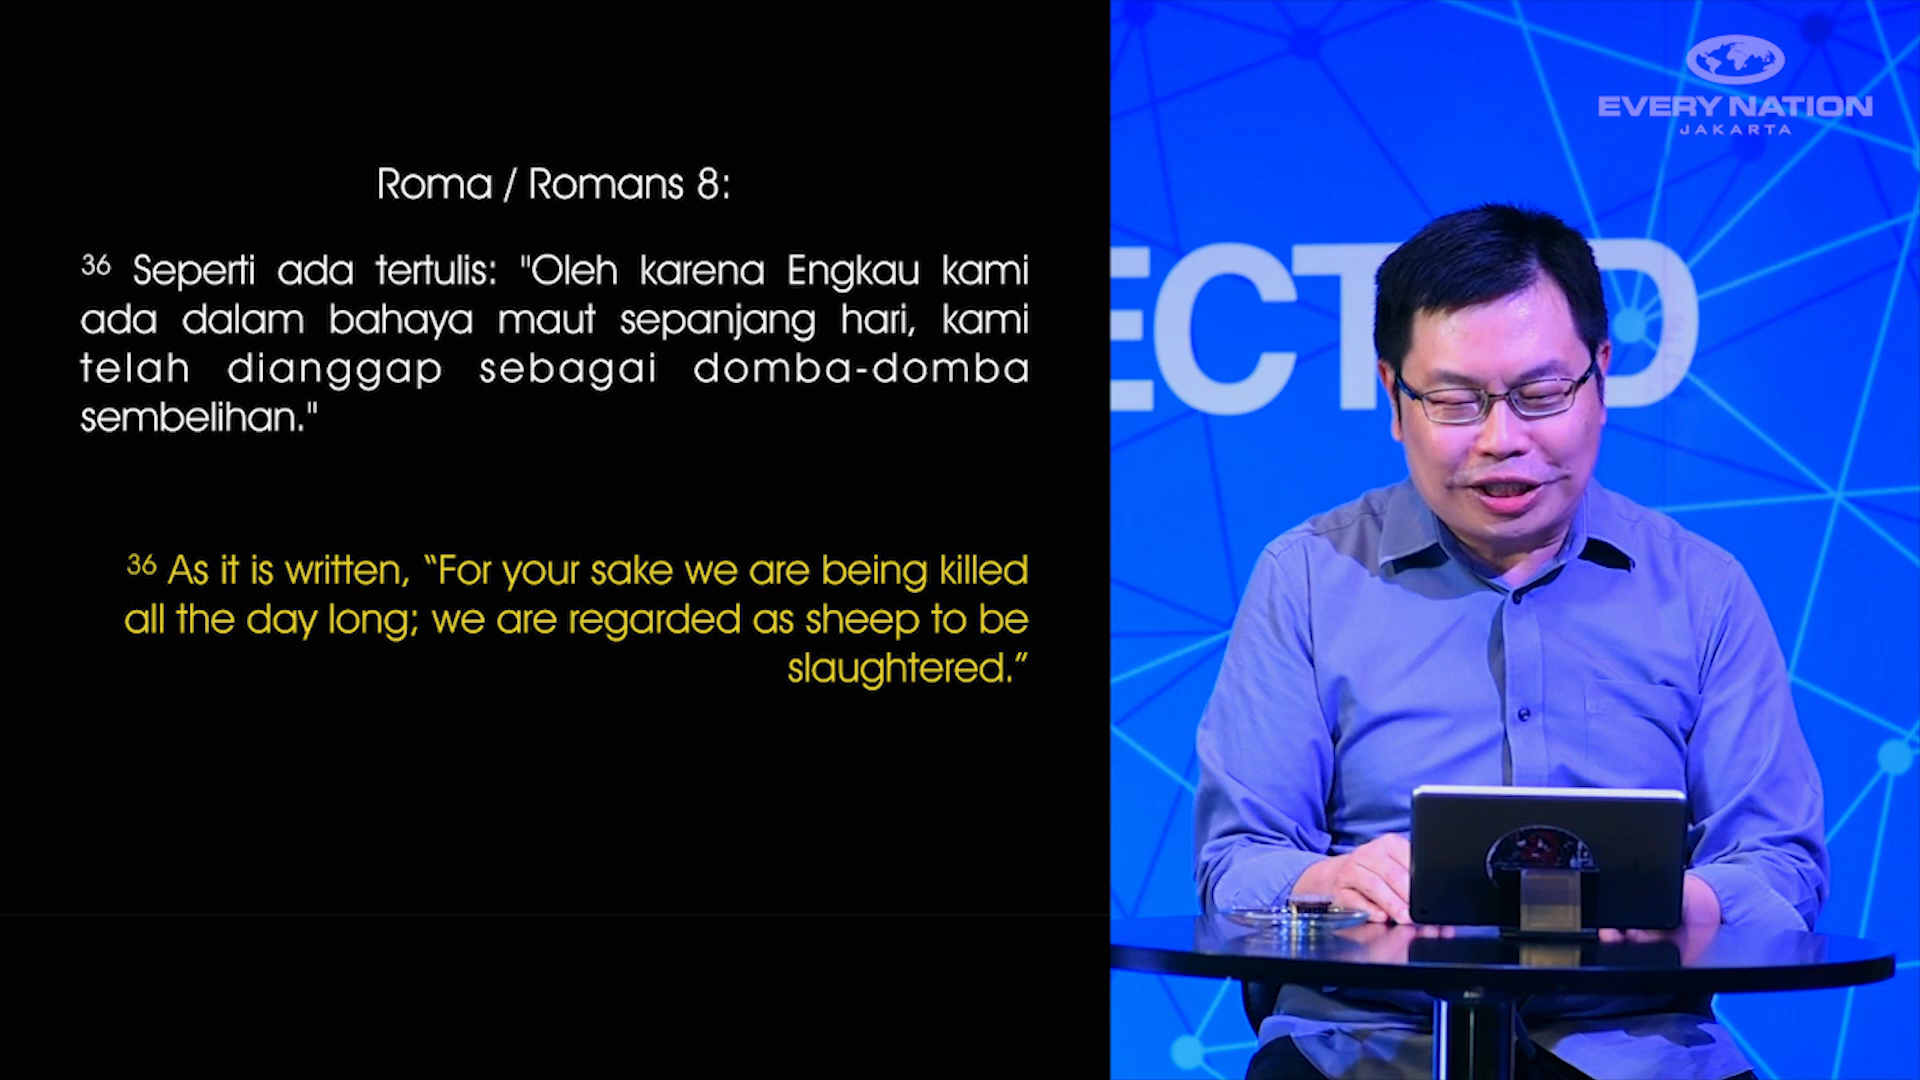 Roma / Romans 8:
³⁶ Seperti ada tertulis: "Oleh karena Engkau kami
ada dalam bahaya maut sepanjang hari, kami
telah dianggap sebagai domba-domba
sembelihan."
³⁶ As it is written, “For your sake we are being killed
all the day long; we are regarded as sheep to be
slaughtered.”
EVERY NATION
JAKARTA
ECT D